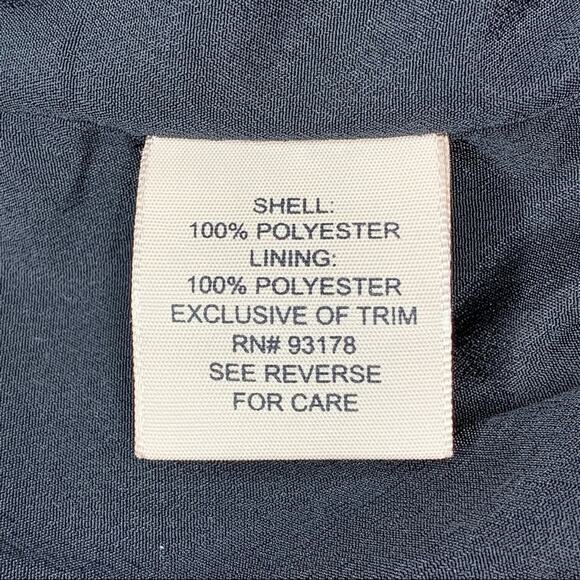 SHELL:
100% POLYESTER
LINING:
100% POLYESTER
EXCLUSIVE OF TRIM
RN# 93178
SEE REVERSE
FOR CARE